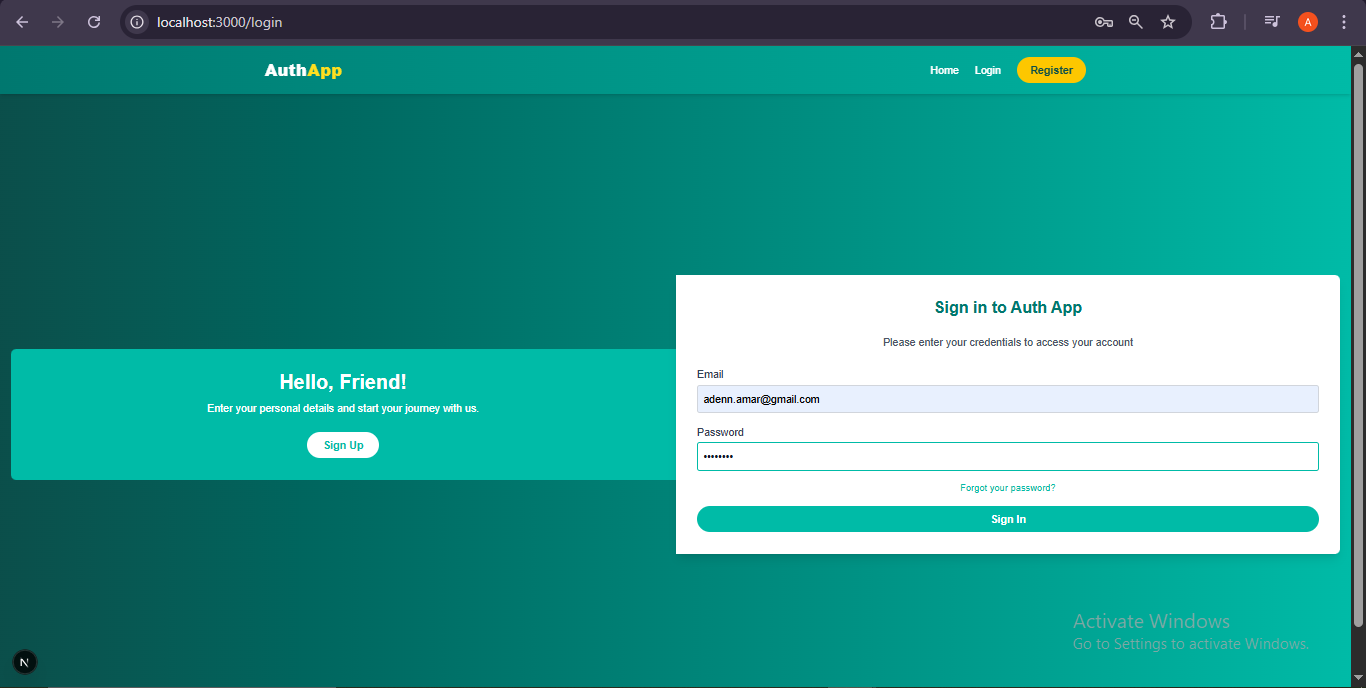 localhost:3000/login
A
AuthApp
Home
Login
Register
Hello, Friend!
Enter your personal details and start your journey with us.
Sign Up
Sign in to Auth App
Please enter your credentials to access your account
Email
adenn.amar@gmail.com
Password
••••••••
Forgot your password?
Sign In
Activate Windows
Go to Settings to activate Windows.
N